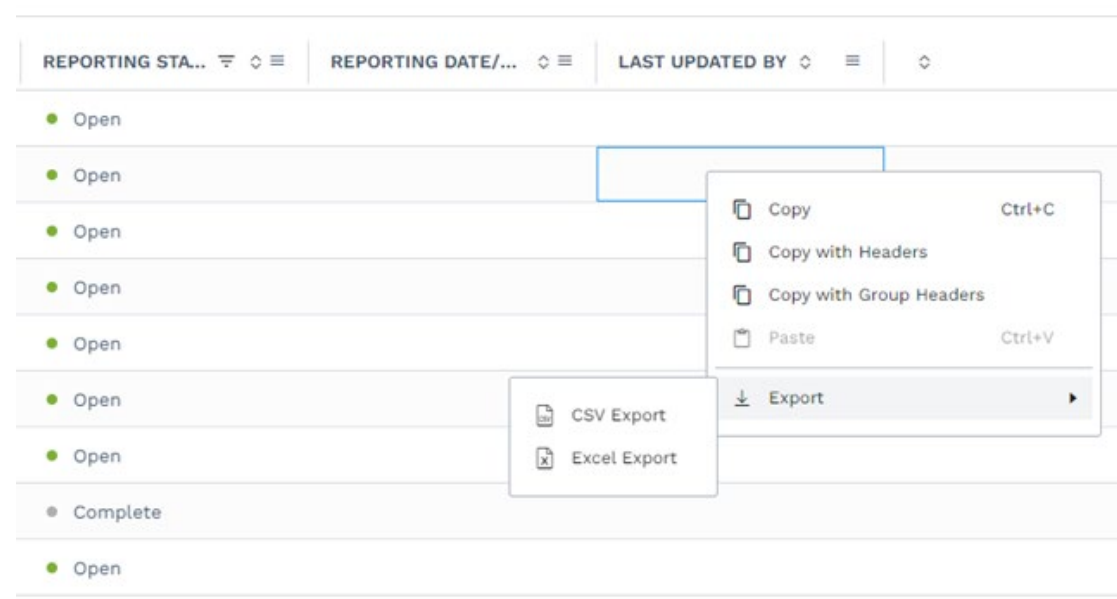 REPORTING STA... REPORTING DATE/... LAST UPDATED BY
Open
Open
Copy Ctrl+C
Open
Copy with Headers
Open
Copy with Group Headers
Open
Paste Ctrl+V
Open
Export
CSV Export
Open
Excel Export
Complete
Open